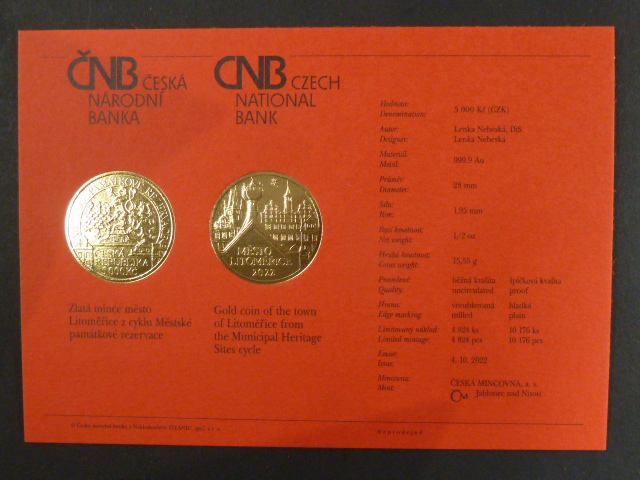 ČNB ČESKÁ
NÁRODNÍ
BANKA
CNB CZECH
NATIONAL
BANK
ČESKÁ
REPUBLIKA
5000 Kč
MĚSTO
LITOMĚŘICE
2022
Zlatá mince město
Litoměřice z cyklu Městské
památkové rezervace
Gold coin of the town
of Litoměřice from
the Municipal Heritage
Sites cycle
Hodnota: 5 000 Kč (CZK)
Denomination:
Autor: Lenka Nebeská, DiS
Designer: Lenka Nebeská
Materiál: 999.9 Au
Metal:
Průměr: 28 mm
Diameter:
Síla: 1,95 mm
Rim:
Ryzí hmotnost: 1/2 oz
Net weight:
Hrubá hmotnost: 15,55 g
Gross weight:
Provedení: běžná kvalita špičková kvalita
Quality: uncirculated proof
Hrana: vroubkovaná hladká
Edge marking: milled plain
Limitovaný náklad: 4 824 ks 10 176 ks
Limited mintage: 4 824 pcs 10 176 pcs
Emise: 4. 10. 2022
Issue:
Mincovna: ČESKÁ MINCOVNA, a. s.
Mint: Jablonec nad Nisou
© Česká národní banka a Nakladatelství
Neprodejné